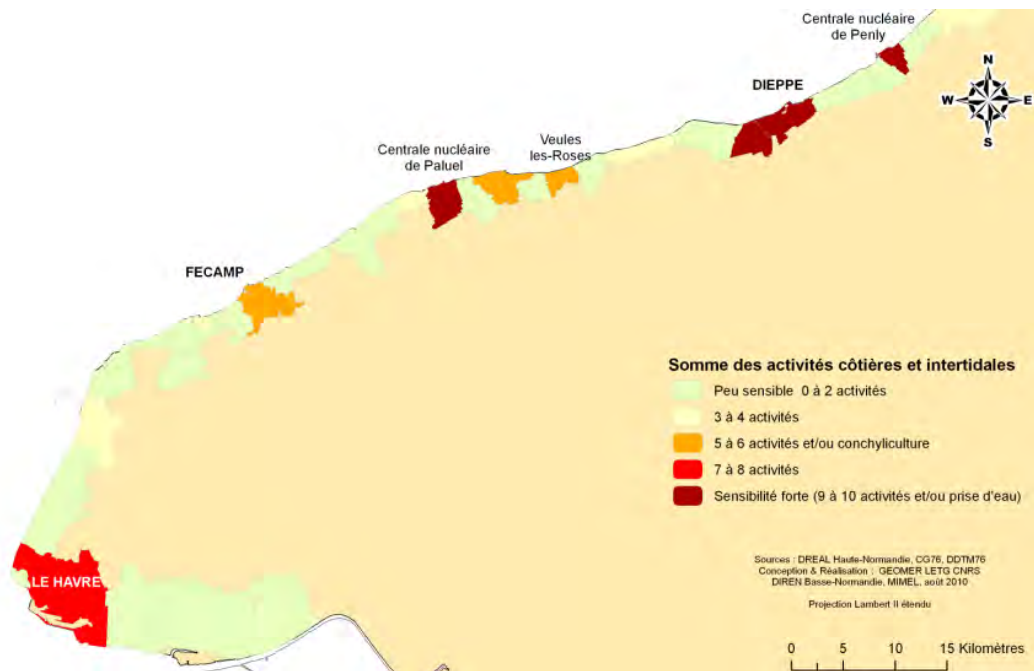 Centrale nucléaire
de Penly
N
W
E
S
DIEPPE
Veules
les-Roses
Centrale nucléaire
de Paluel
FECAMP
Somme des activités côtières et intertidales
Peu sensible 0 à 2 activités
3 à 4 activités
5 à 6 activités et/ou conchyliculture
7 à 8 activités
Sensibilité forte (9 à 10 activités et/ou prise d'eau)
LE HAVRE
Sources : DREAL Haute-Normandie, CG76, DDTM76
Conception & Réalisation : GEOMER LETG CNRS
DIREN Basse-Normandie, MIMEL, août 2010
Projection Lambert II étendu
0 5 10 15 Kilomètres